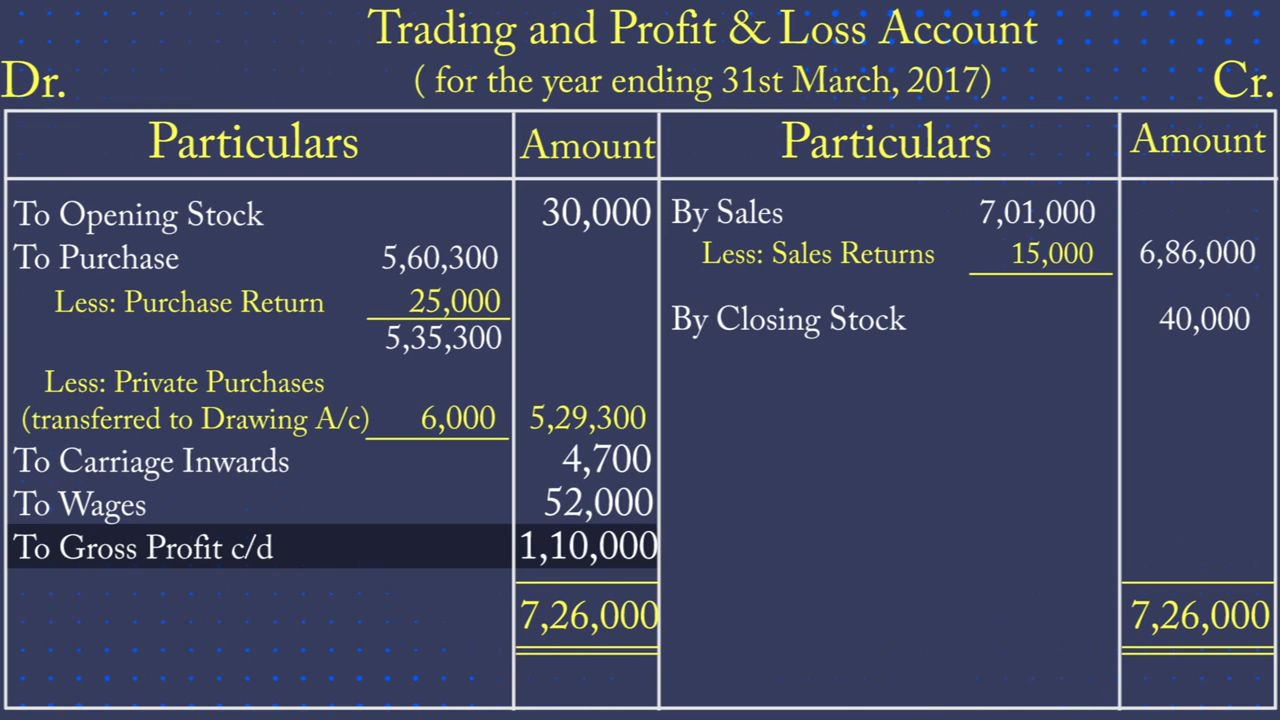 Trading and Profit & Loss Account
Dr. ( for the year ending 31st March, 2017) Cr.
Particulars Amount Particulars Amount
To Opening Stock 30,000 By Sales 7,01,000
To Purchase 5,60,300 Less: Sales Returns 15,000 6,86,000
Less: Purchase Return 25,000
5,35,300 By Closing Stock 40,000
Less: Private Purchases
(transferred to Drawing A/c) 6,000 5,29,300
To Carriage Inwards 4,700
To Wages 52,000
To Gross Profit c/d 1,10,000
7,26,000 7,26,000